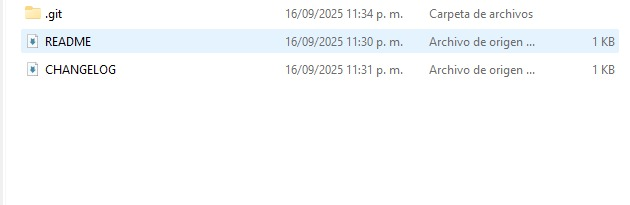 .git 16/09/2025 11:34 p. m. Carpeta de archivos
README 16/09/2025 11:30 p. m. Archivo de origen ... 1 KB
CHANGELOG 16/09/2025 11:31 p. m. Archivo de origen ... 1 KB